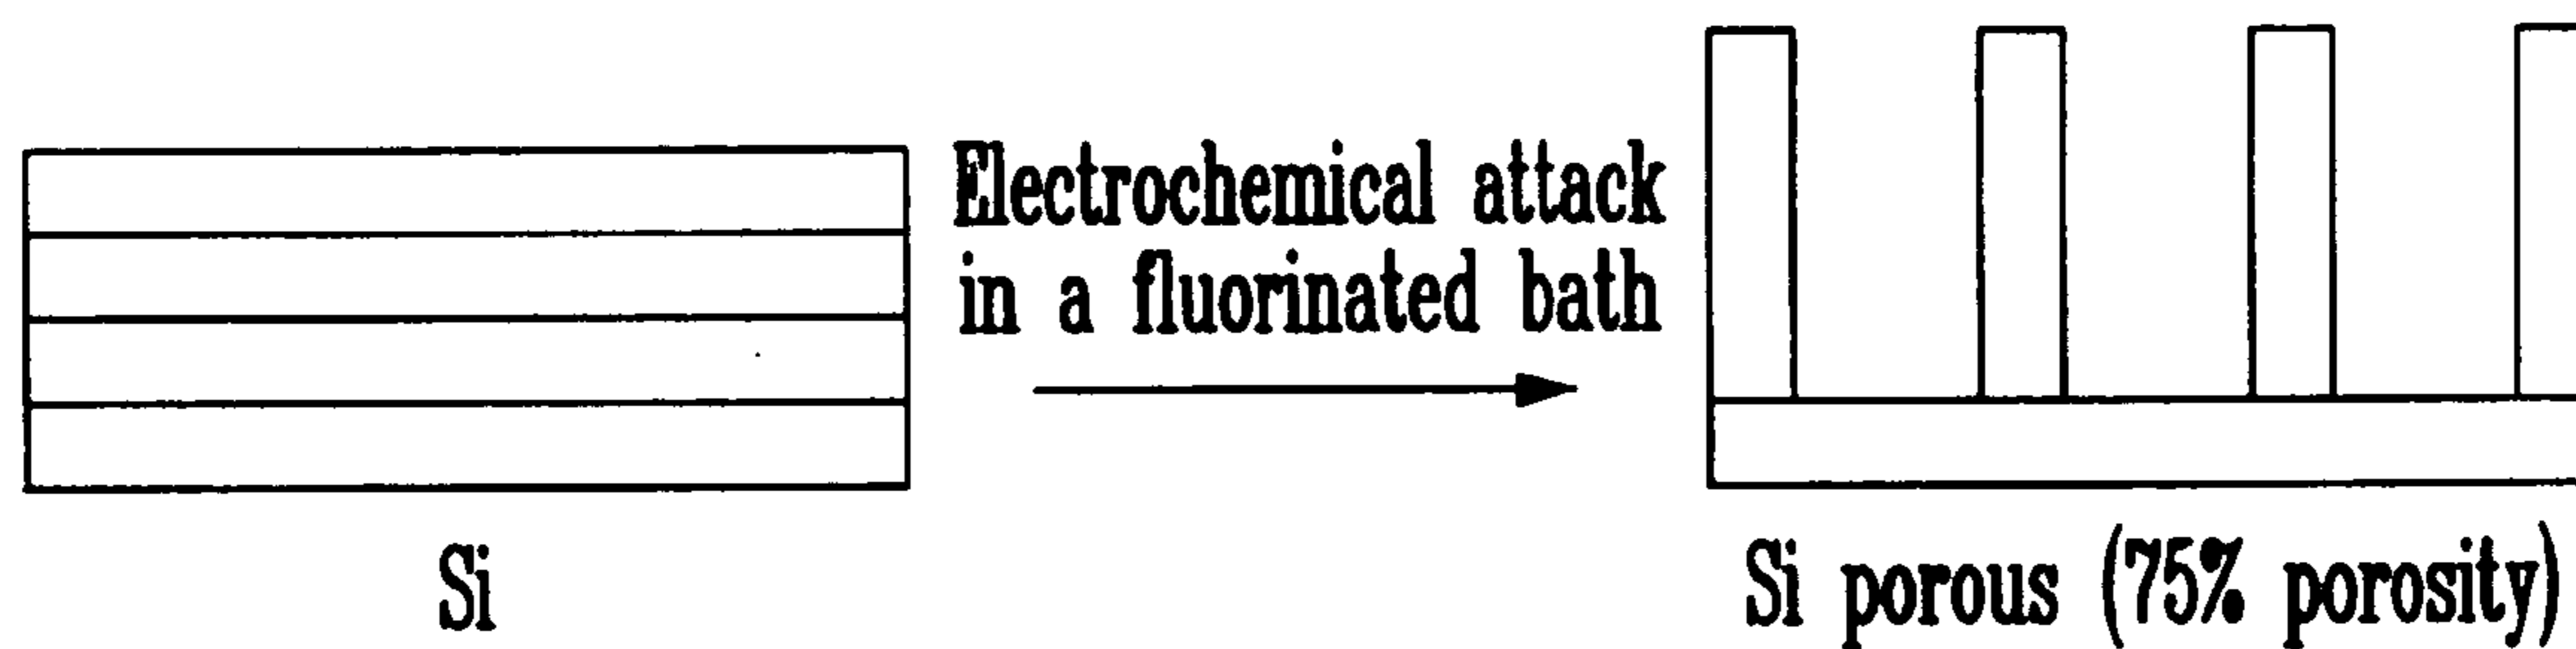 Electrochemical attack
in a fluorinated bath
Si
Si porous (75% porosity)